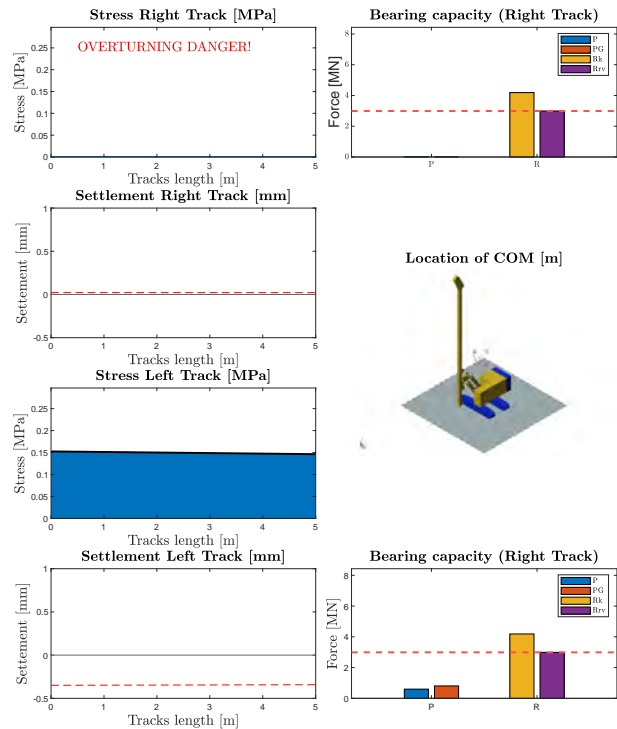 Stress Right Track [MPa]
OVERTURNING DANGER!
Stress [MPa]
0.25
0.2
0.15
0.1
0.05
0
0 1 2 3 4 5
Tracks length [m]
Bearing capacity (Right Track)
Force [MN]
8
6
4
2
0
P
PG
Rk
Rrv
P R
Settlement Right Track [mm]
Settement [mm]
1
0.5
0
-0.5
0 1 2 3 4 5
Tracks length [m]
Location of COM [m]
Stress Left Track [MPa]
Stress [MPa]
0.25
0.2
0.15
0.1
0.05
0
0 1 2 3 4 5
Tracks length [m]
Settlement Left Track [mm]
Settement [mm]
1
0.5
0
-0.5
0 1 2 3 4 5
Tracks length [m]
Bearing capacity (Right Track)
Force [MN]
8
6
4
2
0
P
PG
Rk
Rrv
P R